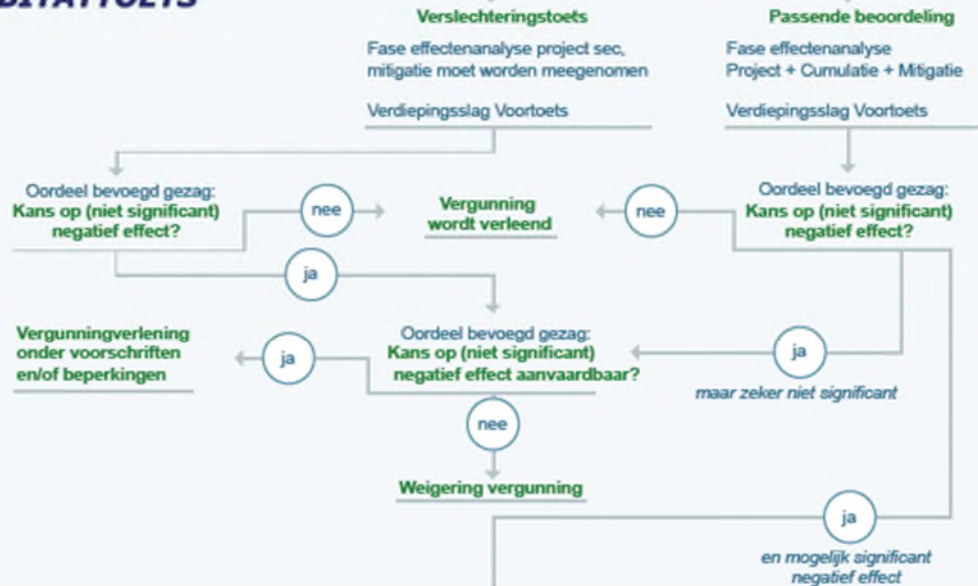 BITATTOETS
Verslechteringstoets
Fase effectenanalyse project sec,
mitigatie moet worden meegenomen
Verdiepingsslag Voortoets
Passende beoordeling
Fase effectenanalyse
Project + Cumulatie + Mitigatie
Verdiepingsslag Voortoets
Oordeel bevoegd gezag:
Kans op (niet significant)
negatief effect?
nee
Vergunning
wordt verleend
nee
Oordeel bevoegd gezag:
Kans op (niet significant)
negatief effect?
ja
Vergunningverlening
onder voorschriften
en/of beperkingen
ja
Oordeel bevoegd gezag:
Kans op (niet significant)
negatief effect aanvaardbaar?
ja
maar zeker niet significant
nee
Weigering vergunning
ja
en mogelijk significant
negatief effect